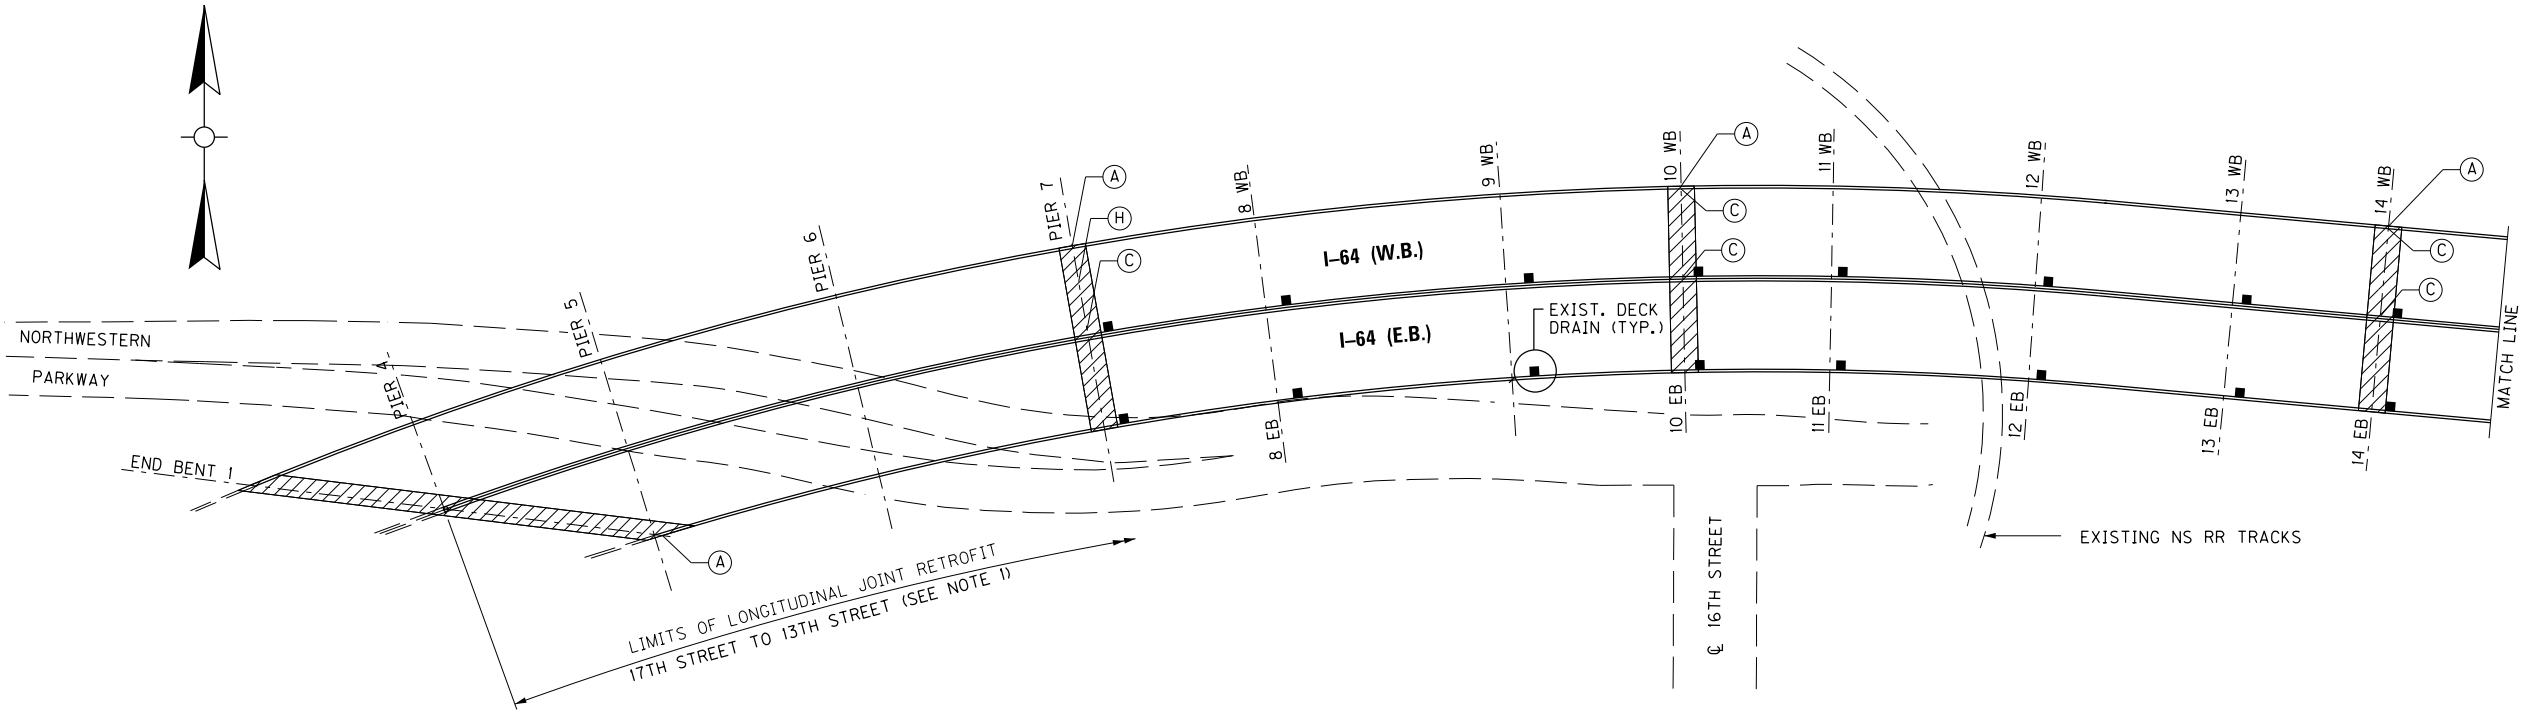 NORTHWESTERN
PARKWAY
END BENT 1
PIER 4
PIER 5
PIER 6
PIER 7
A
H
C
8 WB
9 WB
10 WB
A
C
C
11 WB
12 WB
13 WB
14 WB
A
C
C
I-64 (W.B.)
I-64 (E.B.)
EXIST. DECK
DRAIN (TYP.)
8 EB
10 EB
11 EB
12 EB
13 EB
14 EB
MATCH LINE
A
LIMITS OF LONGITUDINAL JOINT RETROFIT
17TH STREET TO 13TH STREET (SEE NOTE 1)
℄ 16TH STREET
EXISTING NS RR TRACKS